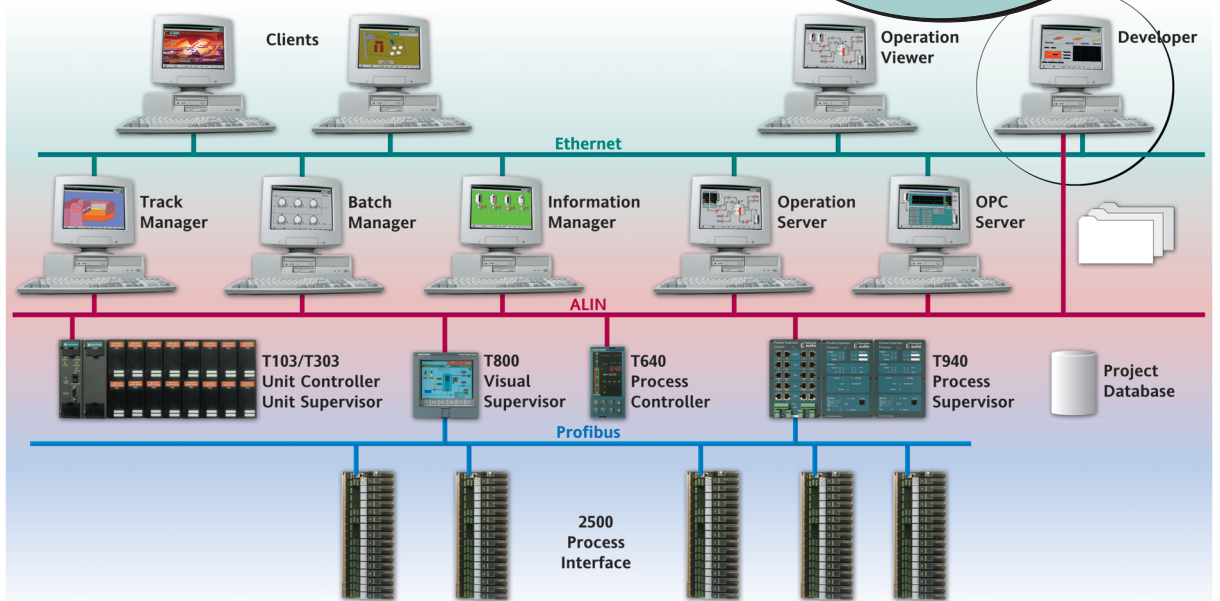 Clients
Operation
Viewer
Developer
Ethernet
Track
Manager
Batch
Manager
Information
Manager
Operation
Server
OPC
Server
ALIN
T103/T303
Unit Controller
Unit Supervisor
T800
Visual
Supervisor
T640
Process
Controller
T940
Process
Supervisor
Project
Database
Profibus
2500
Process
Interface